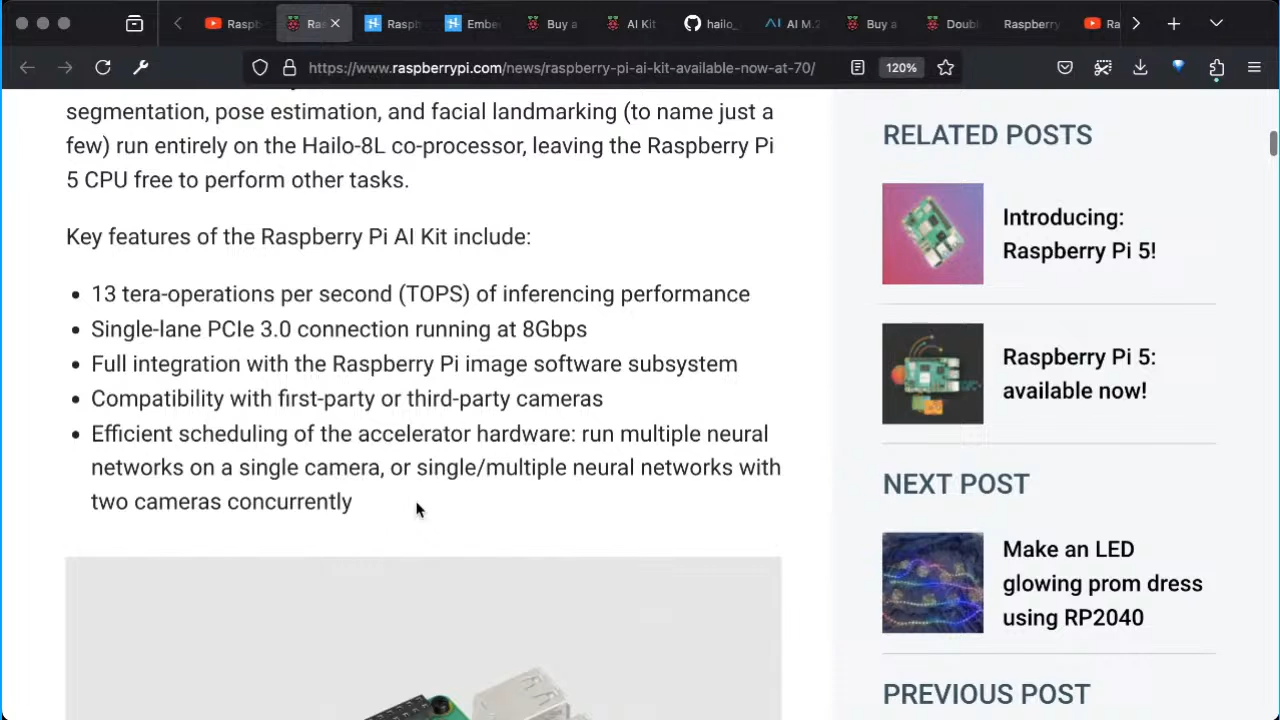 Raspb
Ra
Raspb
Embe
Buy a
AI Kit
hailo_
AI M.2
Buy a
Doubl
Raspberry
Ra
https://www.raspberrypi.com/news/raspberry-pi-ai-kit-available-now-at-70/
120%
segmentation, pose estimation, and facial landmarking (to name just a
few) run entirely on the Hailo-8L co-processor, leaving the Raspberry Pi
5 CPU free to perform other tasks.
Key features of the Raspberry Pi AI Kit include:
13 tera-operations per second (TOPS) of inferencing performance
Single-lane PCIe 3.0 connection running at 8Gbps
Full integration with the Raspberry Pi image software subsystem
Compatibility with first-party or third-party cameras
Efficient scheduling of the accelerator hardware: run multiple neural
networks on a single camera, or single/multiple neural networks with
two cameras concurrently
RELATED POSTS
Introducing:
Raspberry Pi 5!
Raspberry Pi 5:
available now!
NEXT POST
Make an LED
glowing prom dress
using RP2040
PREVIOUS POST